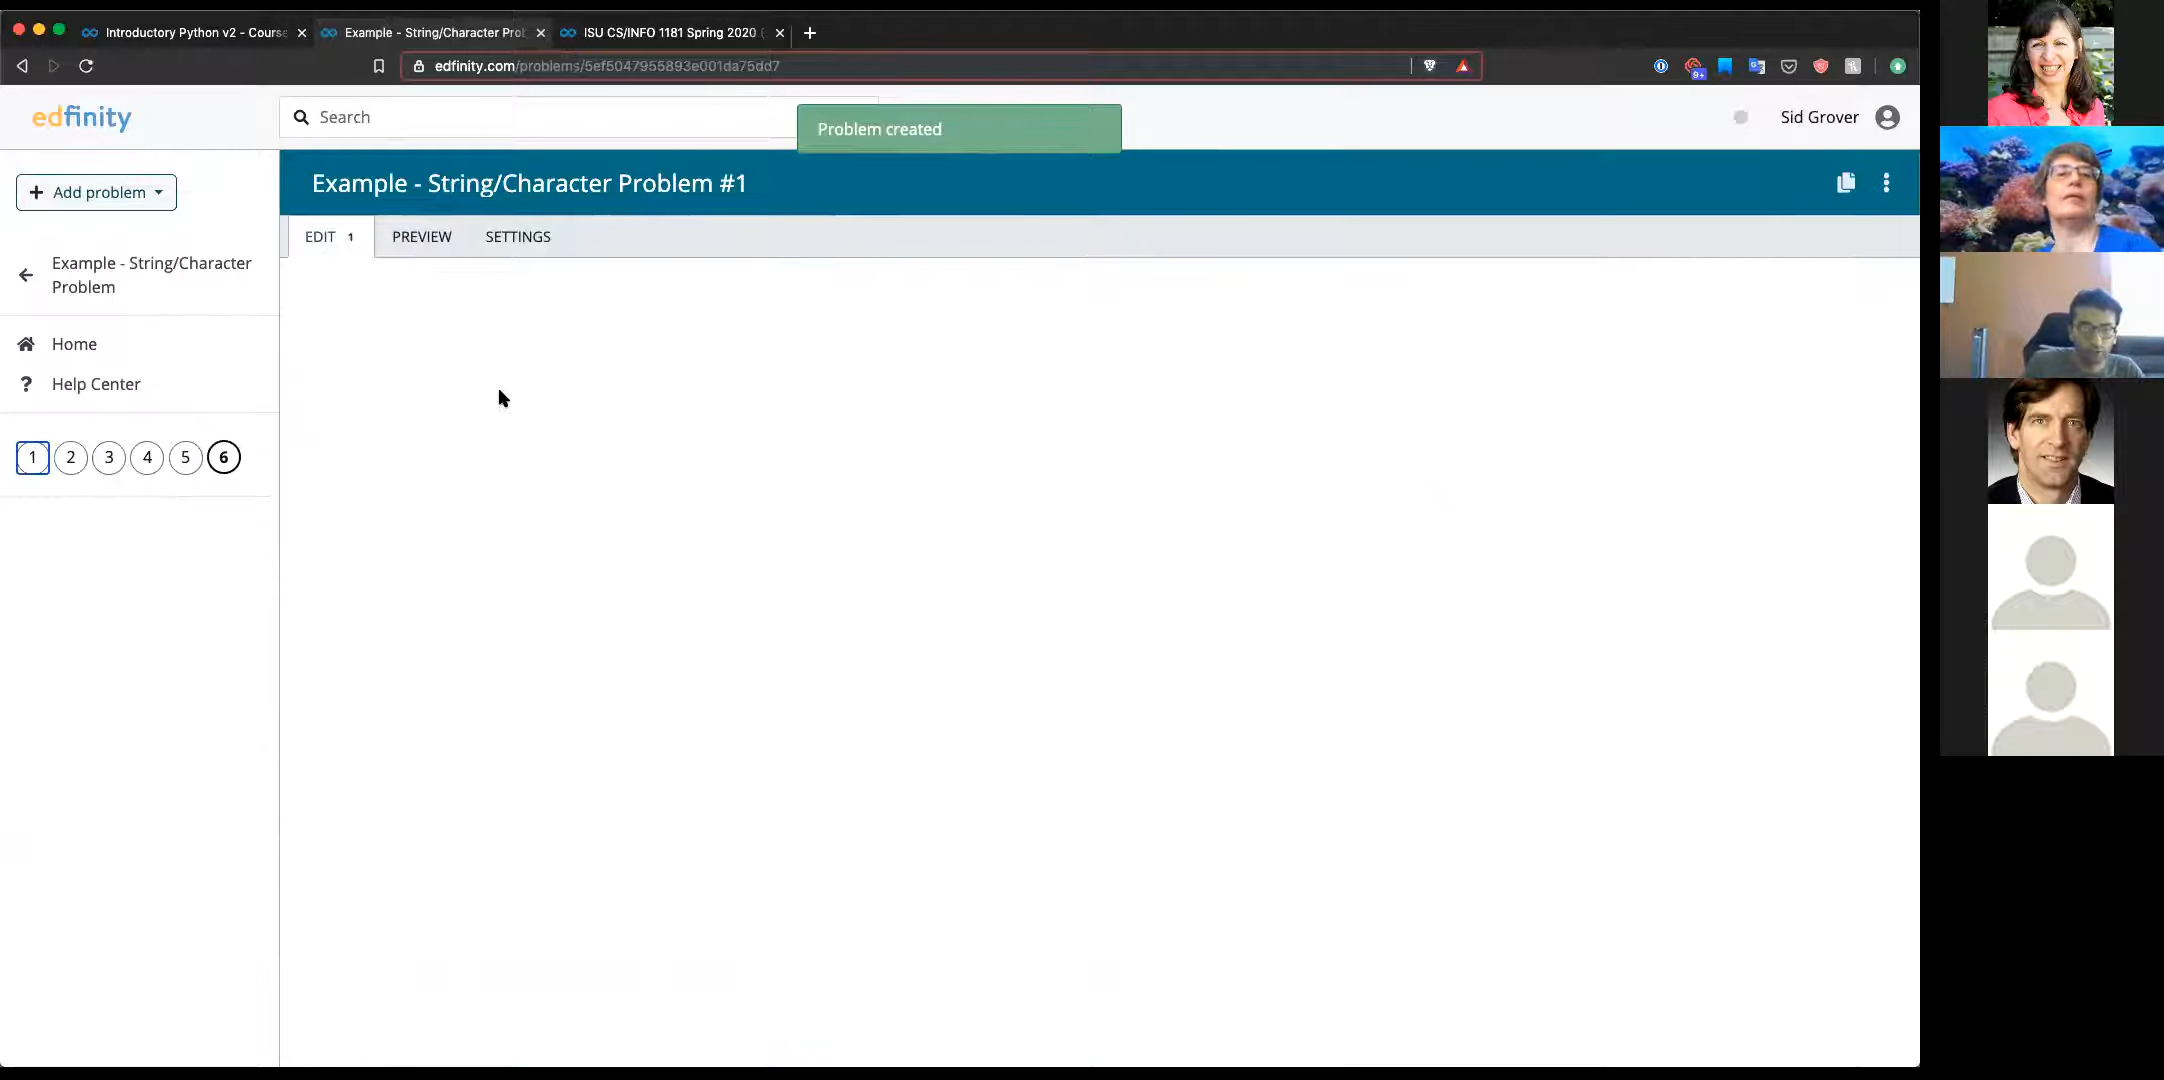 Introductory Python v2 - Course
Example - String/Character Prob
ISU CS/INFO 1181 Spring 2020 (
edfinity.com/problems/5ef5047955893e001da75dd7
9+
edfinity
Search
Problem created
Sid Grover
Add problem
Example - String/Character Problem #1
EDIT 1
PREVIEW
SETTINGS
Example - String/Character
Problem
Home
? Help Center
1 2 3 4 5 6